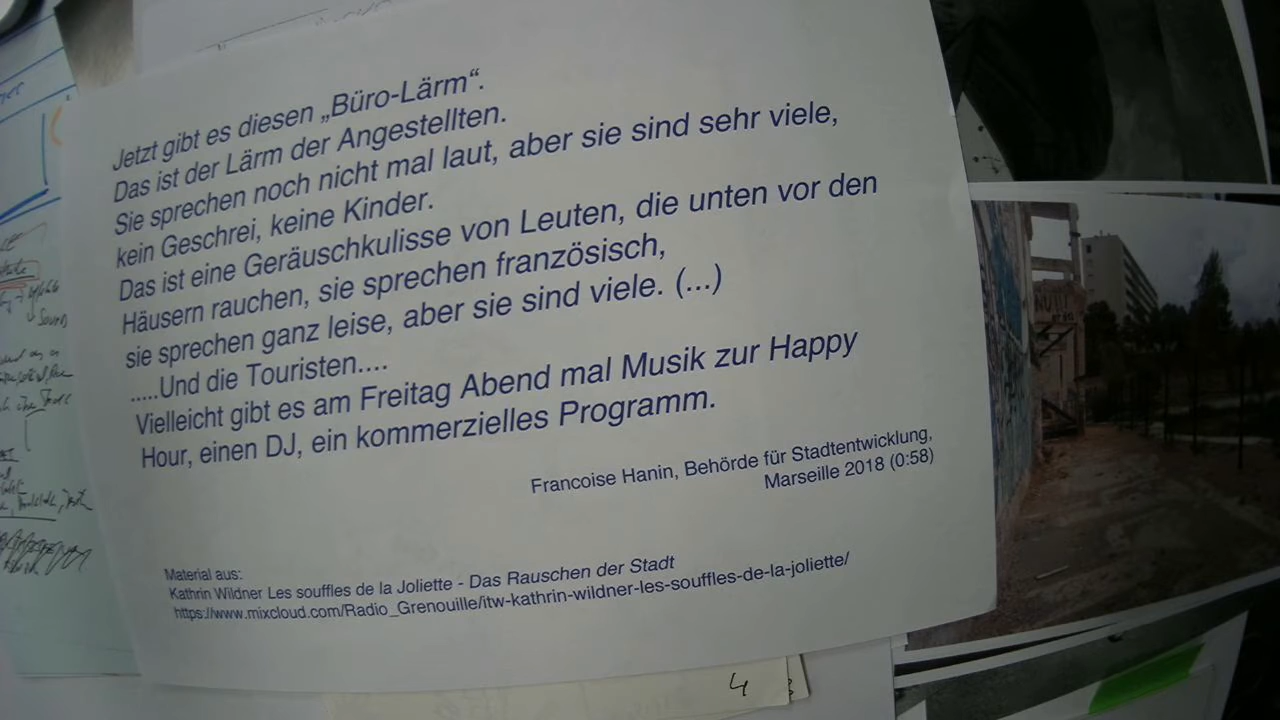 Jetzt gibt es diesen „Büro-Lärm“.
Das ist der Lärm der Angestellten.
Sie sprechen noch nicht mal laut, aber sie sind sehr viele,
kein Geschrei, keine Kinder.
Das ist eine Geräuschkulisse von Leuten, die unten vor den
Häusern rauchen, sie sprechen französisch,
sie sprechen ganz leise, aber sie sind viele. (...)
.....Und die Touristen....
Vielleicht gibt es am Freitag Abend mal Musik zur Happy
Hour, einen DJ, ein kommerzielles Programm.
Francoise Hanin, Behörde für Stadtentwicklung,
Marseille 2018 (0:58)
Material aus:
Kathrin Wildner Les souffles de la Joliette - Das Rauschen der Stadt
https://www.mixcloud.com/Radio_Grenouille/itw-kathrin-wildner-les-souffles-de-la-joliette/
4